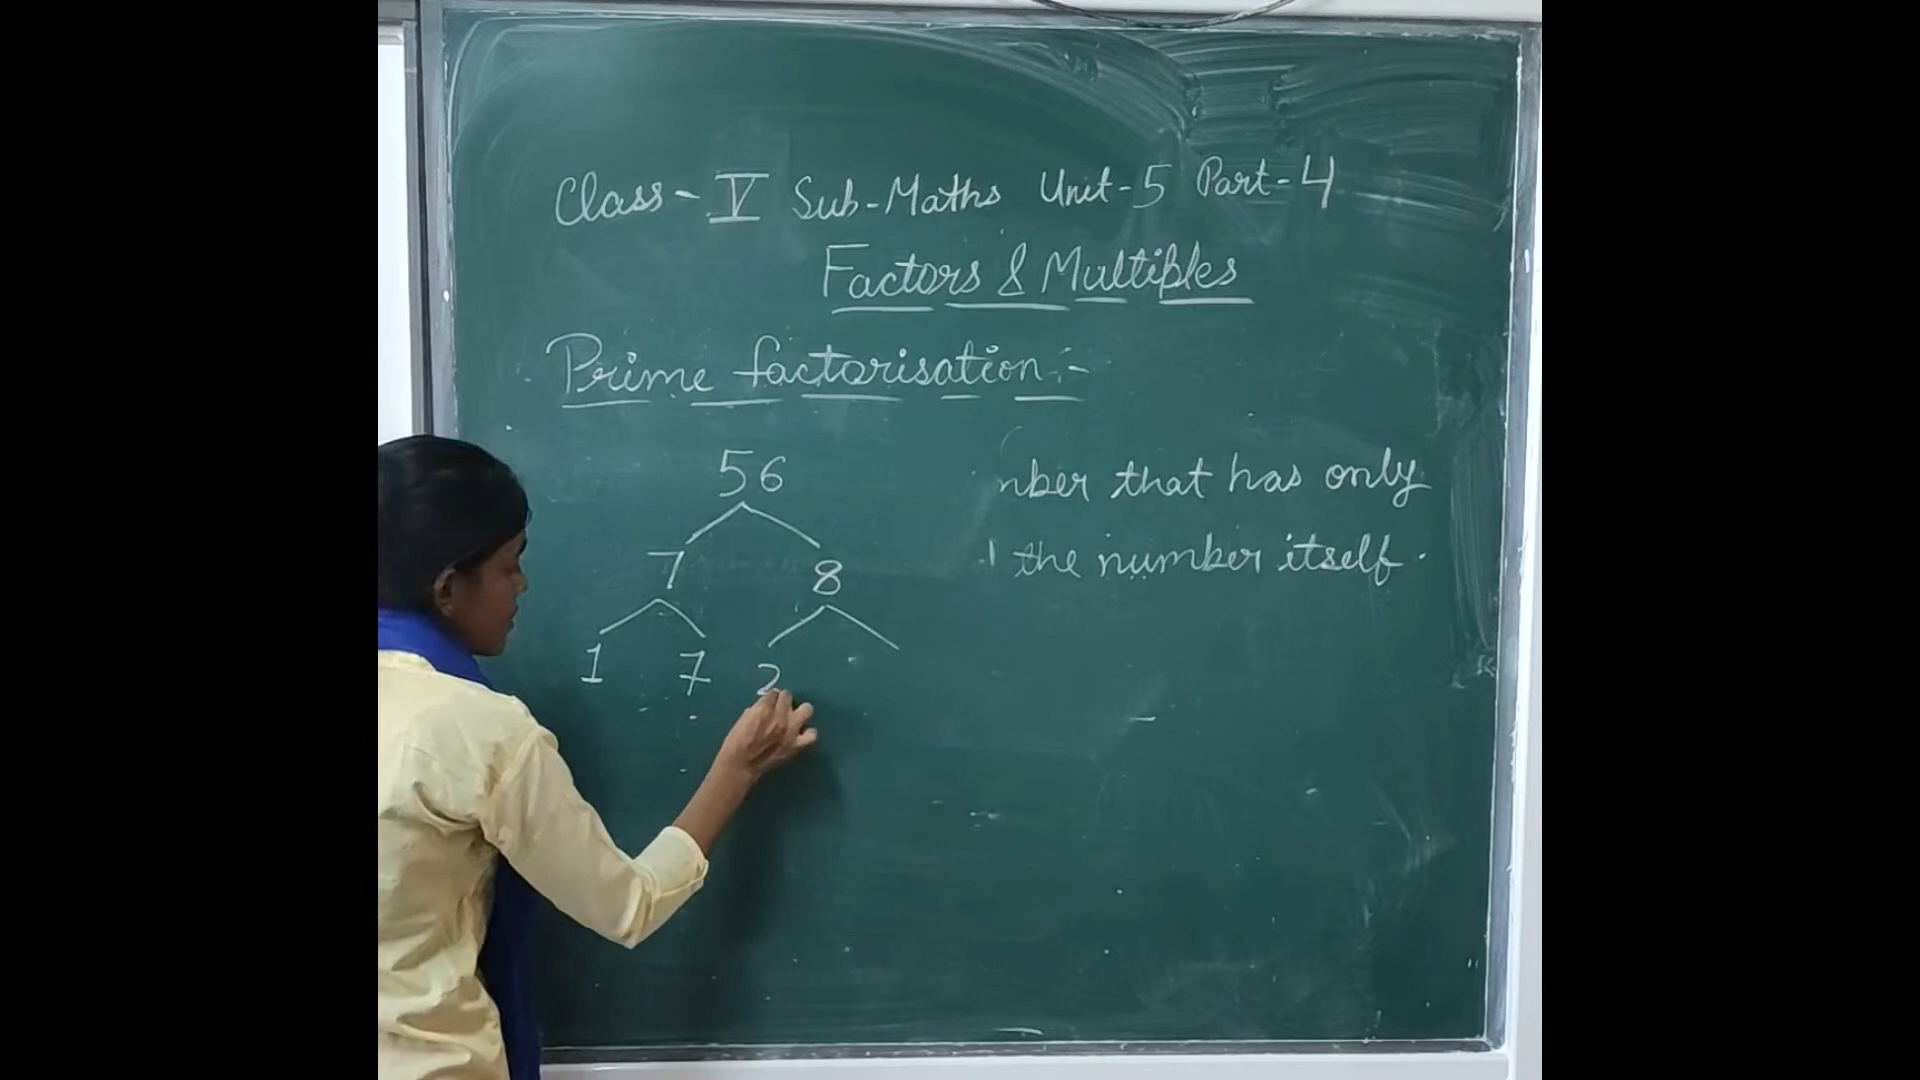 Class - V Sub-Maths Unit-5 Part-4
Factors & Multiples
Prime factorisation:-
56
7 8
1 7 2
that has only
the number itself.